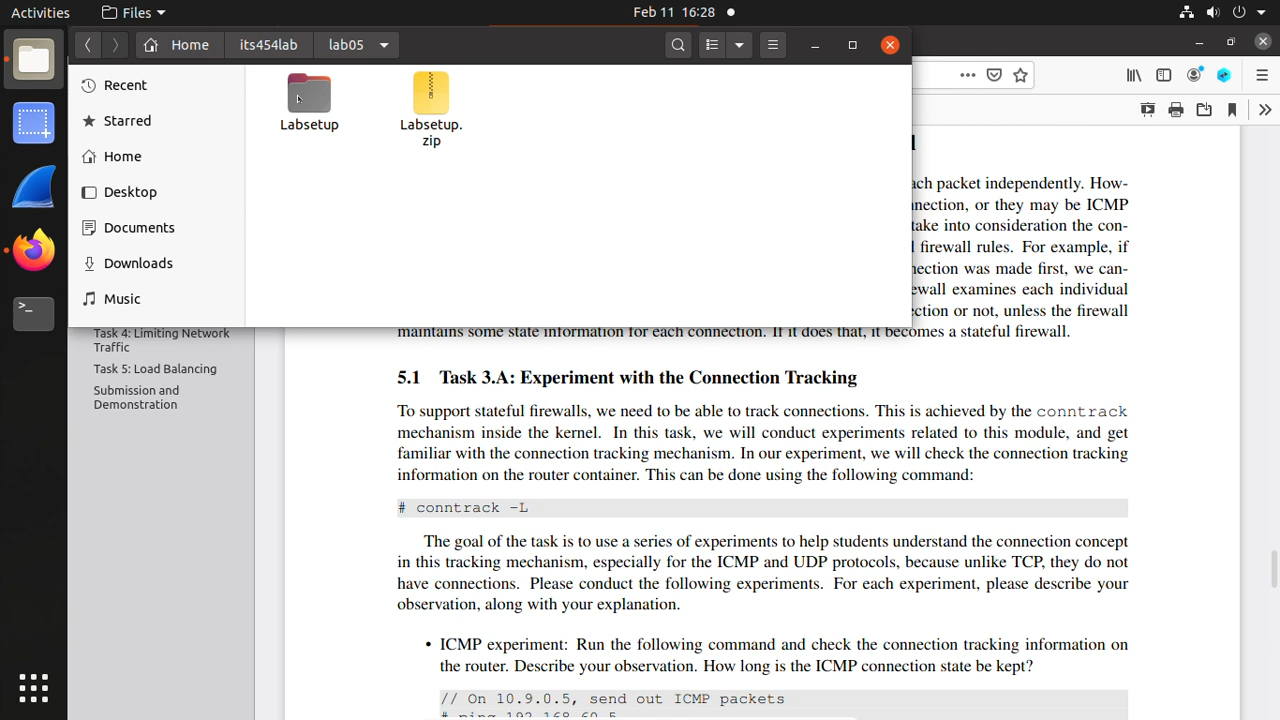 Activities
Files
Feb 11 16:28
Home
its454lab
lab05
Recent
Starred
Home
Desktop
Documents
Downloads
Music
Labsetup
Labsetup.
zip
Task 4: Limiting Network
Traffic
Task 5: Load Balancing
Submission and
Demonstration
ach packet independently. How-
nnection, or they may be ICMP
take into consideration the con-
firewall rules. For example, if
nection was made first, we can-
ewall examines each individual
ction or not, unless the firewall
maintains some state information for each connection. If it does that, it becomes a stateful firewall.
5.1 Task 3.A: Experiment with the Connection Tracking
To support stateful firewalls, we need to be able to track connections. This is achieved by the conntrack
mechanism inside the kernel. In this task, we will conduct experiments related to this module, and get
familiar with the connection tracking mechanism. In our experiment, we will check the connection tracking
information on the router container. This can be done using the following command:
# conntrack -L
The goal of the task is to use a series of experiments to help students understand the connection concept
in this tracking mechanism, especially for the ICMP and UDP protocols, because unlike TCP, they do not
have connections. Please conduct the following experiments. For each experiment, please describe your
observation, along with your explanation.
• ICMP experiment: Run the following command and check the connection tracking information on
the router. Describe your observation. How long is the ICMP connection state be kept?
// On 10.9.0.5, send out ICMP packets
# ping 192.168.60.5